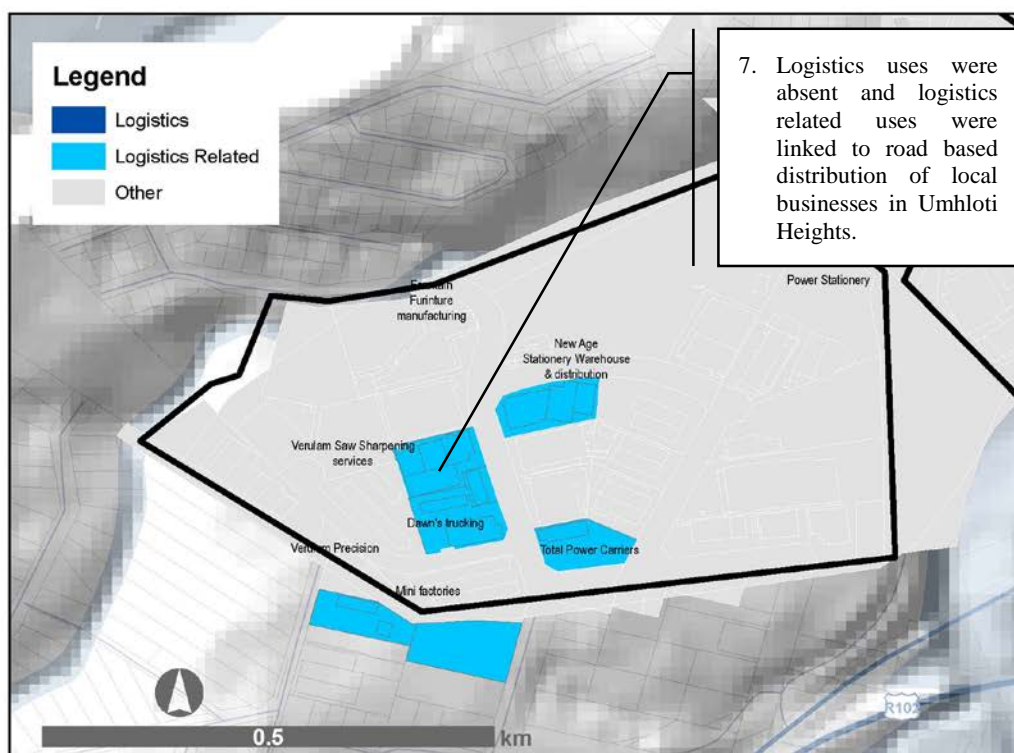 Legend
Logistics
Logistics Related
Other
7. Logistics uses were
absent and logistics
related uses were
linked to road based
distribution of local
businesses in Umhloti
Heights.
Power Stationery
Furinture
manufacturing
New Age
Stationery Warehouse
& distribution
Verulam Saw Sharpening
services
Dawn's trucking
Verulam Precision
Total Power Carriers
Mini factories
R102
0.5
km